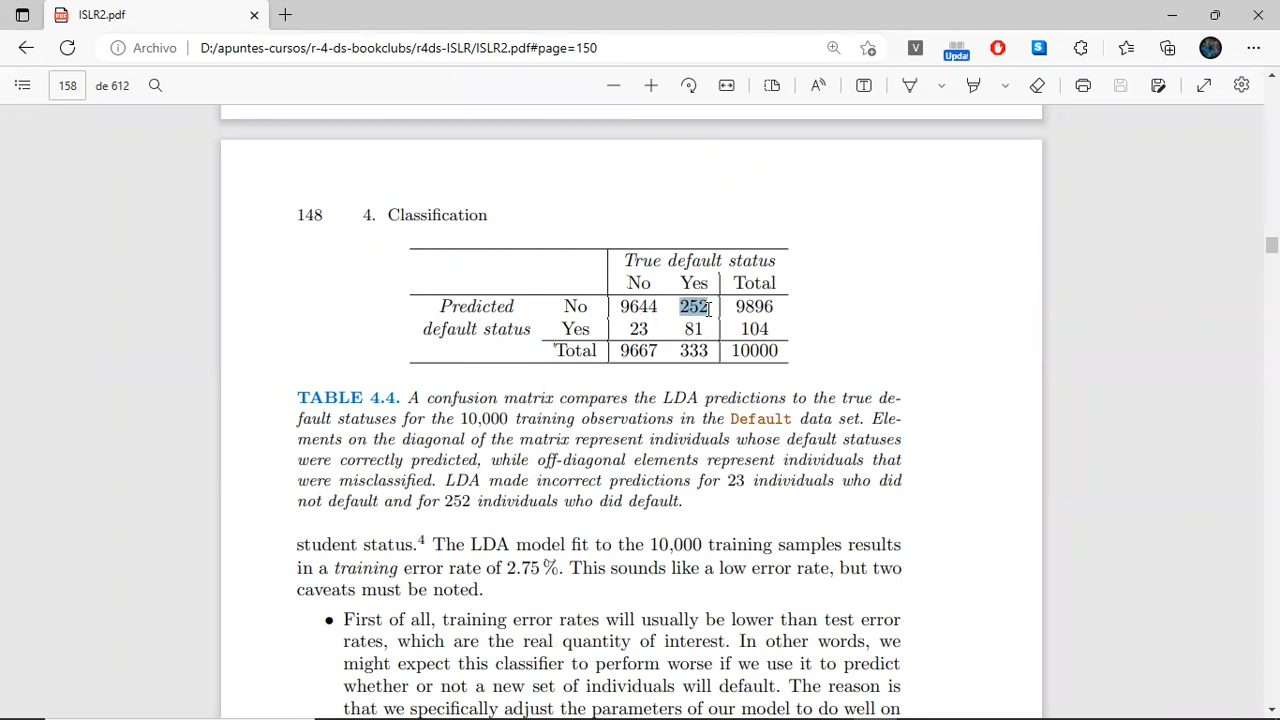 ISLR2.pdf
Archivo D:/apuntes-cursos/r-4-ds-bookclubs/r4ds-ISLR/ISLR2.pdf#page=150
V
Updat
S
158 de 612
148 4. Classification
True default status
No Yes Total
Predicted No 9644 252 9896
default status Yes 23 81 104
Total 9667 333 10000
TABLE 4.4. A confusion matrix compares the LDA predictions to the true de-
fault statuses for the 10,000 training observations in the Default data set. Ele-
ments on the diagonal of the matrix represent individuals whose default statuses
were correctly predicted, while off-diagonal elements represent individuals that
were misclassified. LDA made incorrect predictions for 23 individuals who did
not default and for 252 individuals who did default.
student status.4 The LDA model fit to the 10,000 training samples results
in a training error rate of 2.75 %. This sounds like a low error rate, but two
caveats must be noted.
• First of all, training error rates will usually be lower than test error
rates, which are the real quantity of interest. In other words, we
might expect this classifier to perform worse if we use it to predict
whether or not a new set of individuals will default. The reason is
that we specifically adjust the parameters of our model to do well on